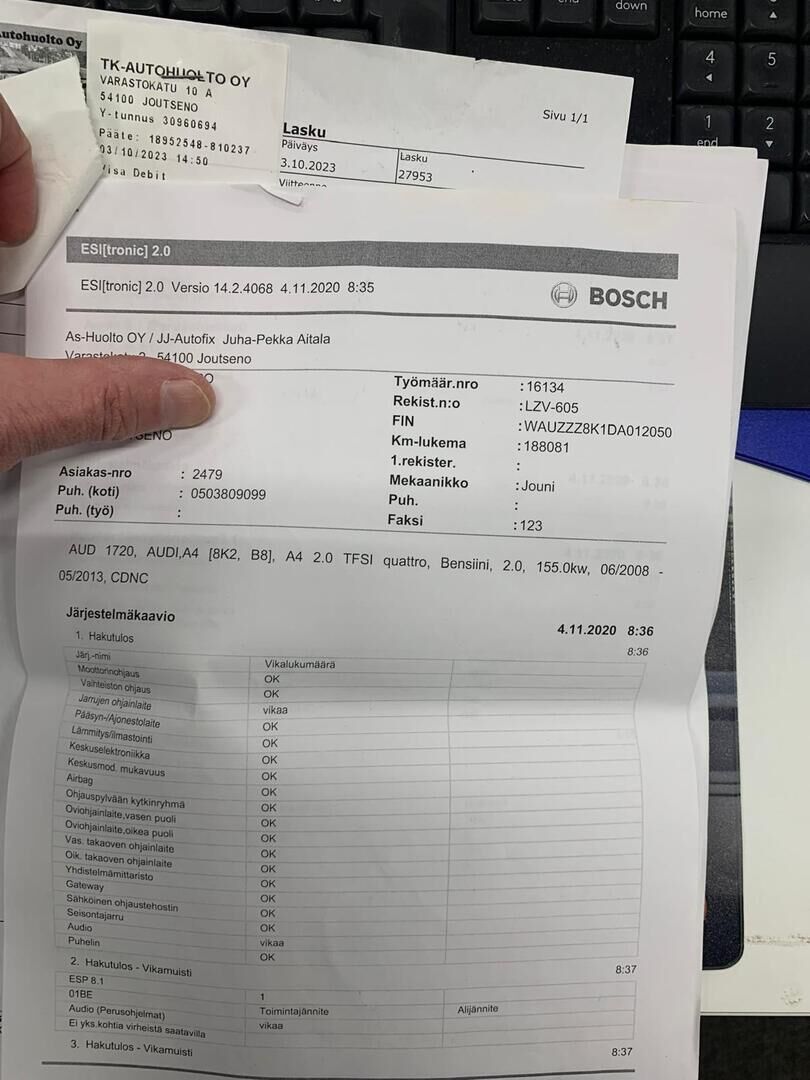 utohuolto Oy
TK-AUTOHUOLTO OY
VARASTOKATU 10 A
54100 JOUTSENO
Y-tunnus 30960694
Pääte: 18952548-810237
03/10/2023 14:50
Visa Debit
Sivu 1/1
Lasku
Päiväys
Lasku
3.10.2023
27953
ESI[tronic] 2.0
ESI[tronic] 2.0 Versio 14.2.4068 4.11.2020 8:35
BOSCH
As-Huolto OY / JJ-Autofix Juha-Pekka Aitala
54100 Joutseno
Työmäär.nro : 16134
Rekist.n:o : LZV-605
FIN : WAUZZZ8K1DA012050
Km-lukema : 188081
1.rekister. :
Mekaanikko : Jouni
Puh. :
Faksi : 123
Asiakas-nro : 2479
Puh. (koti) : 0503809099
Puh. (työ) :
AUD 1720, AUDI,A4 [8K2, B8], A4 2.0 TFSI quattro, Bensiini, 2.0, 155.0kw, 06/2008 -
05/2013, CDNC
Järjestelmäkaavio
4.11.2020 8:36
1. Hakutulos 8:36
Järj.-nimi Vikalukumäärä
Moottorinohjaus OK
Vaihteiston ohjaus OK
Jarrujen ohjainlaite vikaa
Pääsyn-/Ajonestolaite OK
Lämmitys/ilmastointi OK
Keskuselektroniikka OK
Keskusmod. mukavuus OK
Airbag OK
Ohjauspylvään kytkinryhmä OK
Oviohjainlaite,vasen puoli OK
Oviohjainlaite,oikea puoli OK
Vas. takaoven ohjainlaite OK
Oik. takaoven ohjainlaite OK
Yhdistelmämittaristo OK
Gateway OK
Sähköinen ohjaustehostin OK
Seisontajarru OK
Audio vikaa
Puhelin OK
2. Hakutulos - Vikamuisti 8:37
ESP 8.1
01BE 1
Audio (Perusohjelmat) Toimintajännite Alijännite
Ei yks.kohtia virheistä saatavilla vikaa
3. Hakutulos - Vikamuisti 8:37
end
down
home
4
5
1
end
2